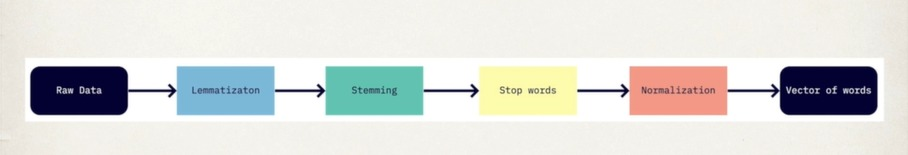 Raw Data
Lemmatizaton
Stemming
Stop words
Normalization
Vector of words